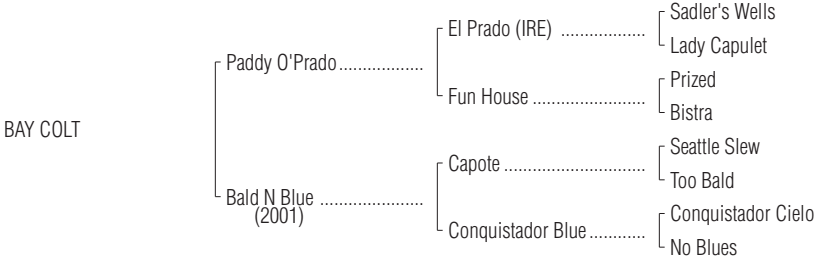 Sadler's Wells
El Prado (IRE) ...................
Lady Capulet
Paddy O'Prado..................
Prized
Fun House ........................
Bistra
BAY COLT
Seattle Slew
Capote ..............................
Too Bald
Bald N Blue ......................
(2001)
Conquistador Cielo
Conquistador Blue............
No Blues